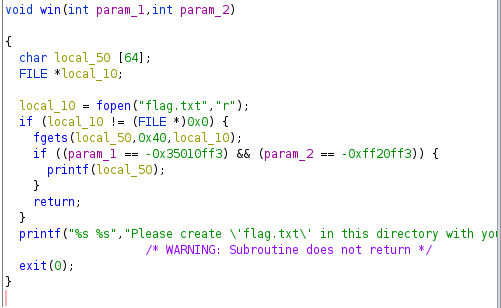 void win(int param_1,int param_2)
{
char local_50 [64];
FILE *local_10;
local_10 = fopen("flag.txt","r");
if (local_10 != (FILE *)0x0) {
fgets(local_50,0x40,local_10);
if ((param_1 == -0x35010ff3) && (param_2 == -0xff20ff3)) {
printf(local_50);
}
return;
}
printf("%s %s","Please create \'flag.txt\' in this directory with
/* WARNING: Subroutine does not return */
exit(0);
}